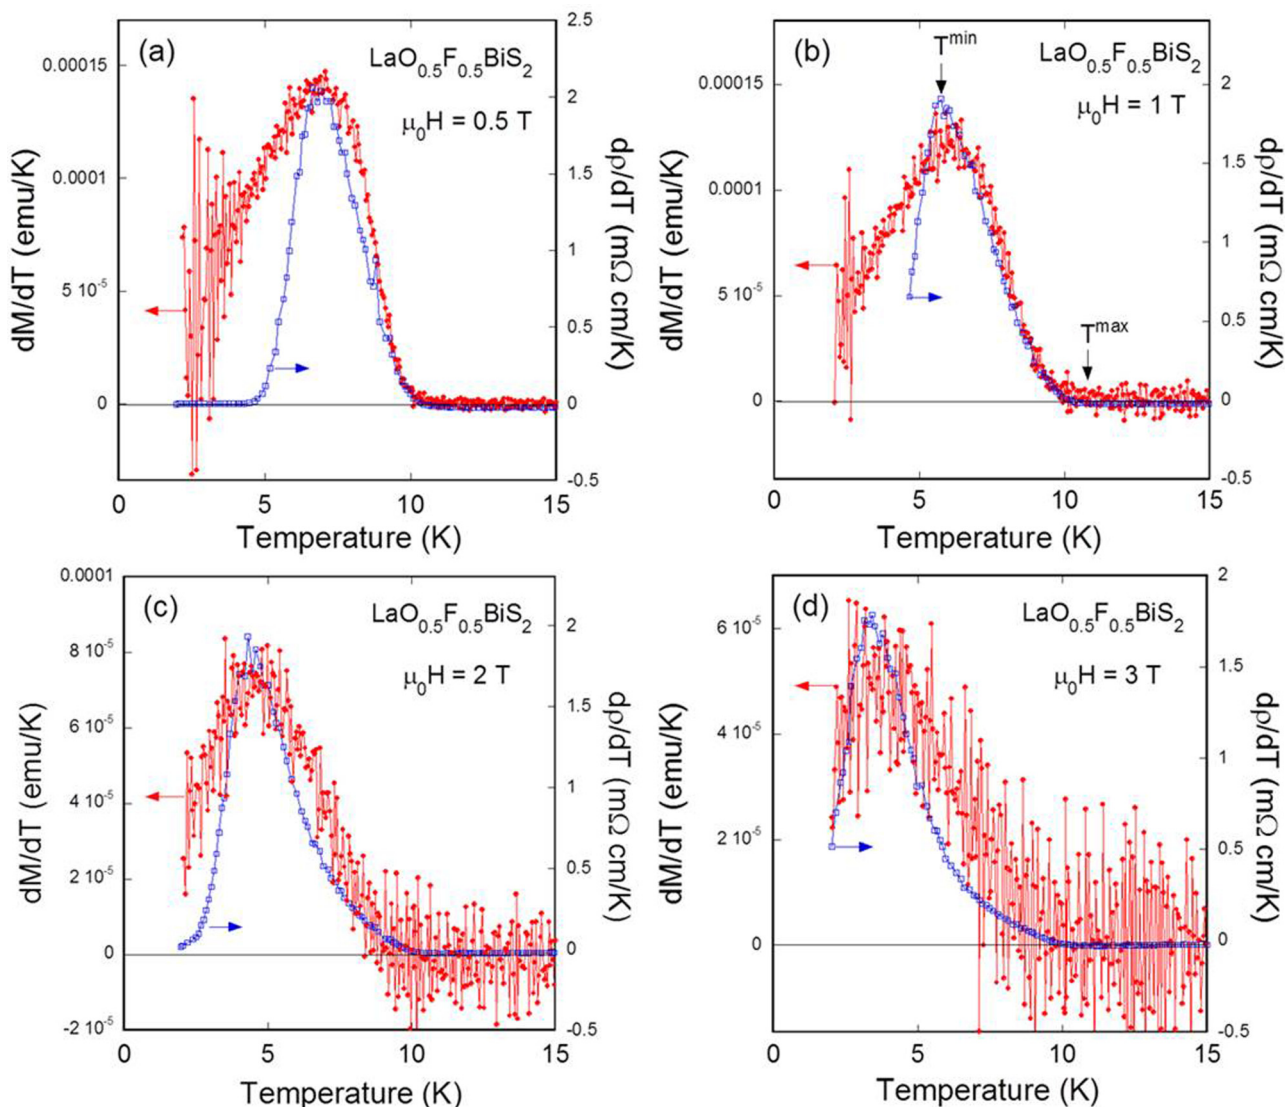 (a)
LaO0.5F0.5BiS2
μ0H = 0.5 T
dM/dT (emu/K)
0.00015
0.0001
5 10-5
0
2.5
2
1.5
1
0.5
0
-0.5
dρ/dT (mΩ cm/K)
0 5 10 15
Temperature (K)
(b)
Tmin
LaO0.5F0.5BiS2
μ0H = 1 T
Tmax
dM/dT (emu/K)
0.00015
0.0001
5 10-5
0
2
1.5
1
0.5
0
-0.5
dρ/dT (mΩ cm/K)
0 5 10 15
Temperature (K)
(c)
LaO0.5F0.5BiS2
μ0H = 2 T
dM/dT (emu/K)
0.0001
8 10-5
6 10-5
4 10-5
2 10-5
0
-2 10-5
2
1.5
1
0.5
0
-0.5
dρ/dT (mΩ cm/K)
0 5 10 15
Temperature (K)
(d)
LaO0.5F0.5BiS2
μ0H = 3 T
dM/dT (emu/K)
6 10-5
4 10-5
2 10-5
0
2
1.5
1
0.5
0
-0.5
dρ/dT (mΩ cm/K)
0 5 10 15
Temperature (K)